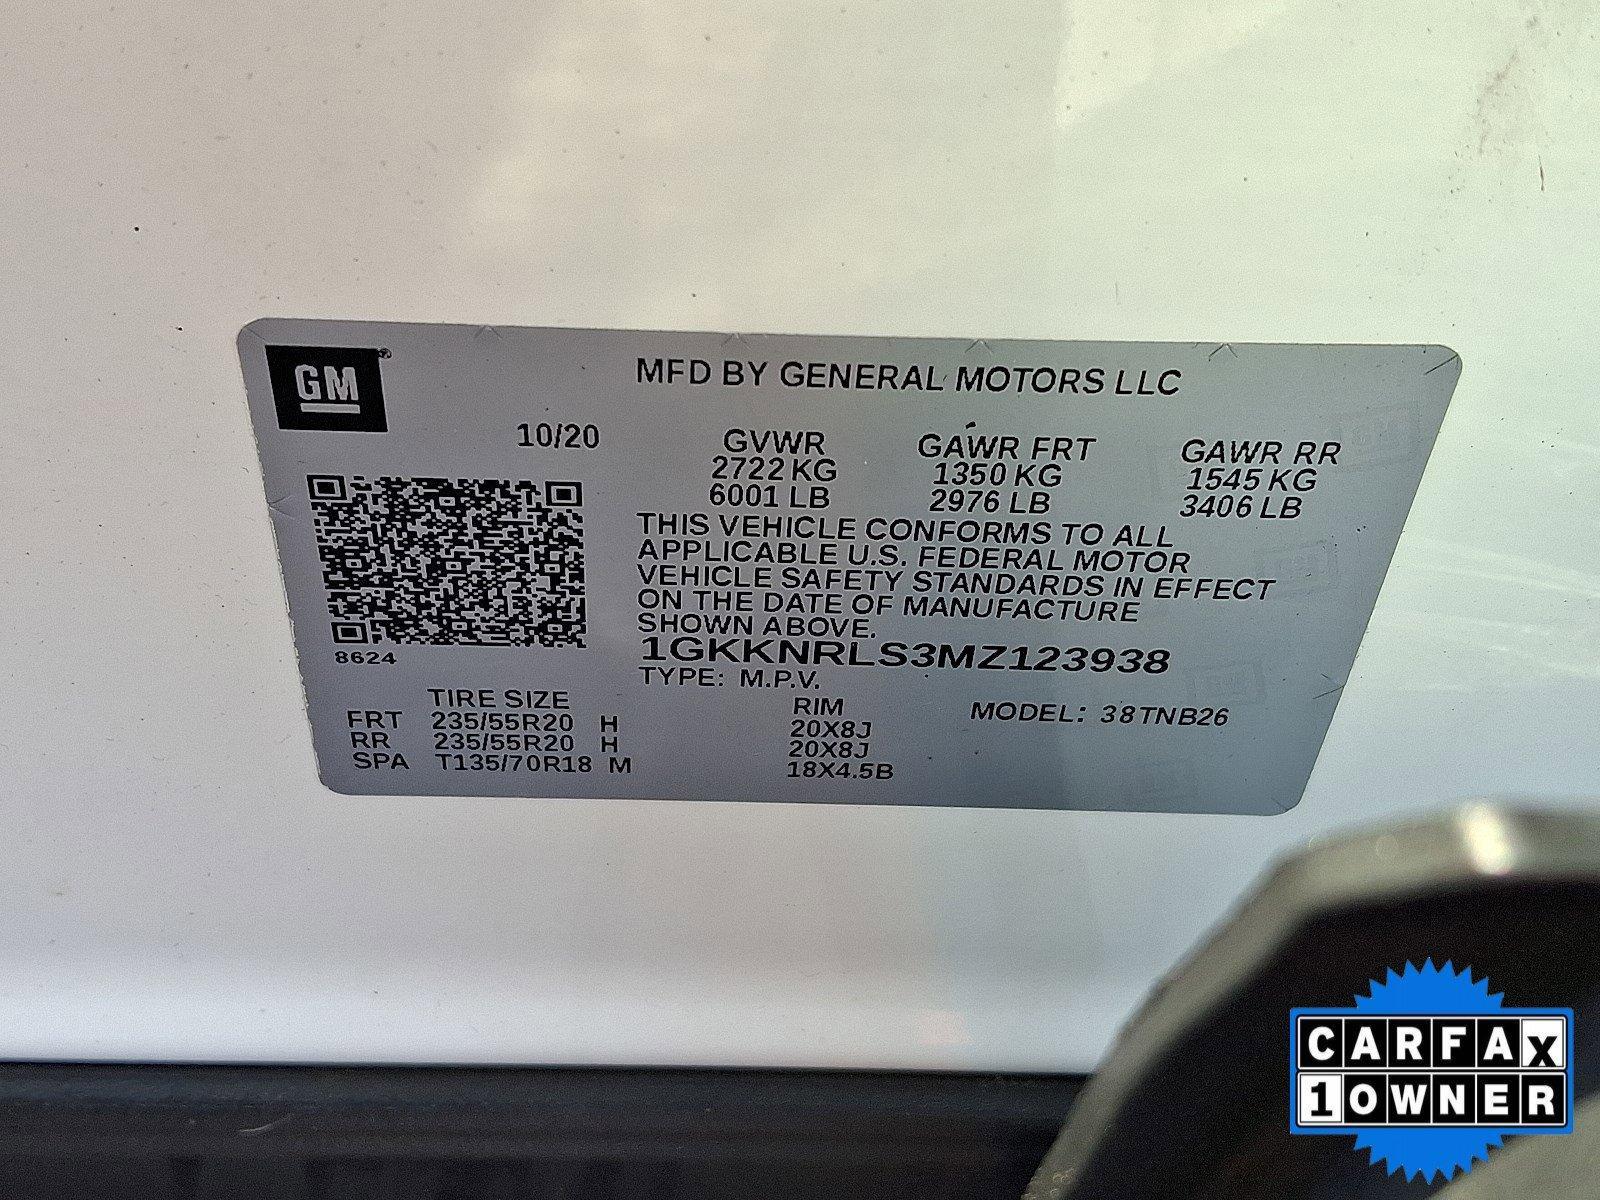 GM
MFD BY GENERAL MOTORS LLC
10/20
GVWR GAWR FRT GAWR RR
2722 KG 1350 KG 1545 KG
6001 LB 2976 LB 3406 LB
THIS VEHICLE CONFORMS TO ALL
APPLICABLE U.S. FEDERAL MOTOR
VEHICLE SAFETY STANDARDS IN EFFECT
ON THE DATE OF MANUFACTURE
SHOWN ABOVE.
1GKKNRLS3MZ123938
8624
TYPE: M.P.V.
TIRE SIZE RIM MODEL: 38TNB26
FRT 235/55R20 H 20X8J
RR 235/55R20 H 20X8J
SPA T135/70R18 M 18X4.5B
CARFAX
1 OWNER